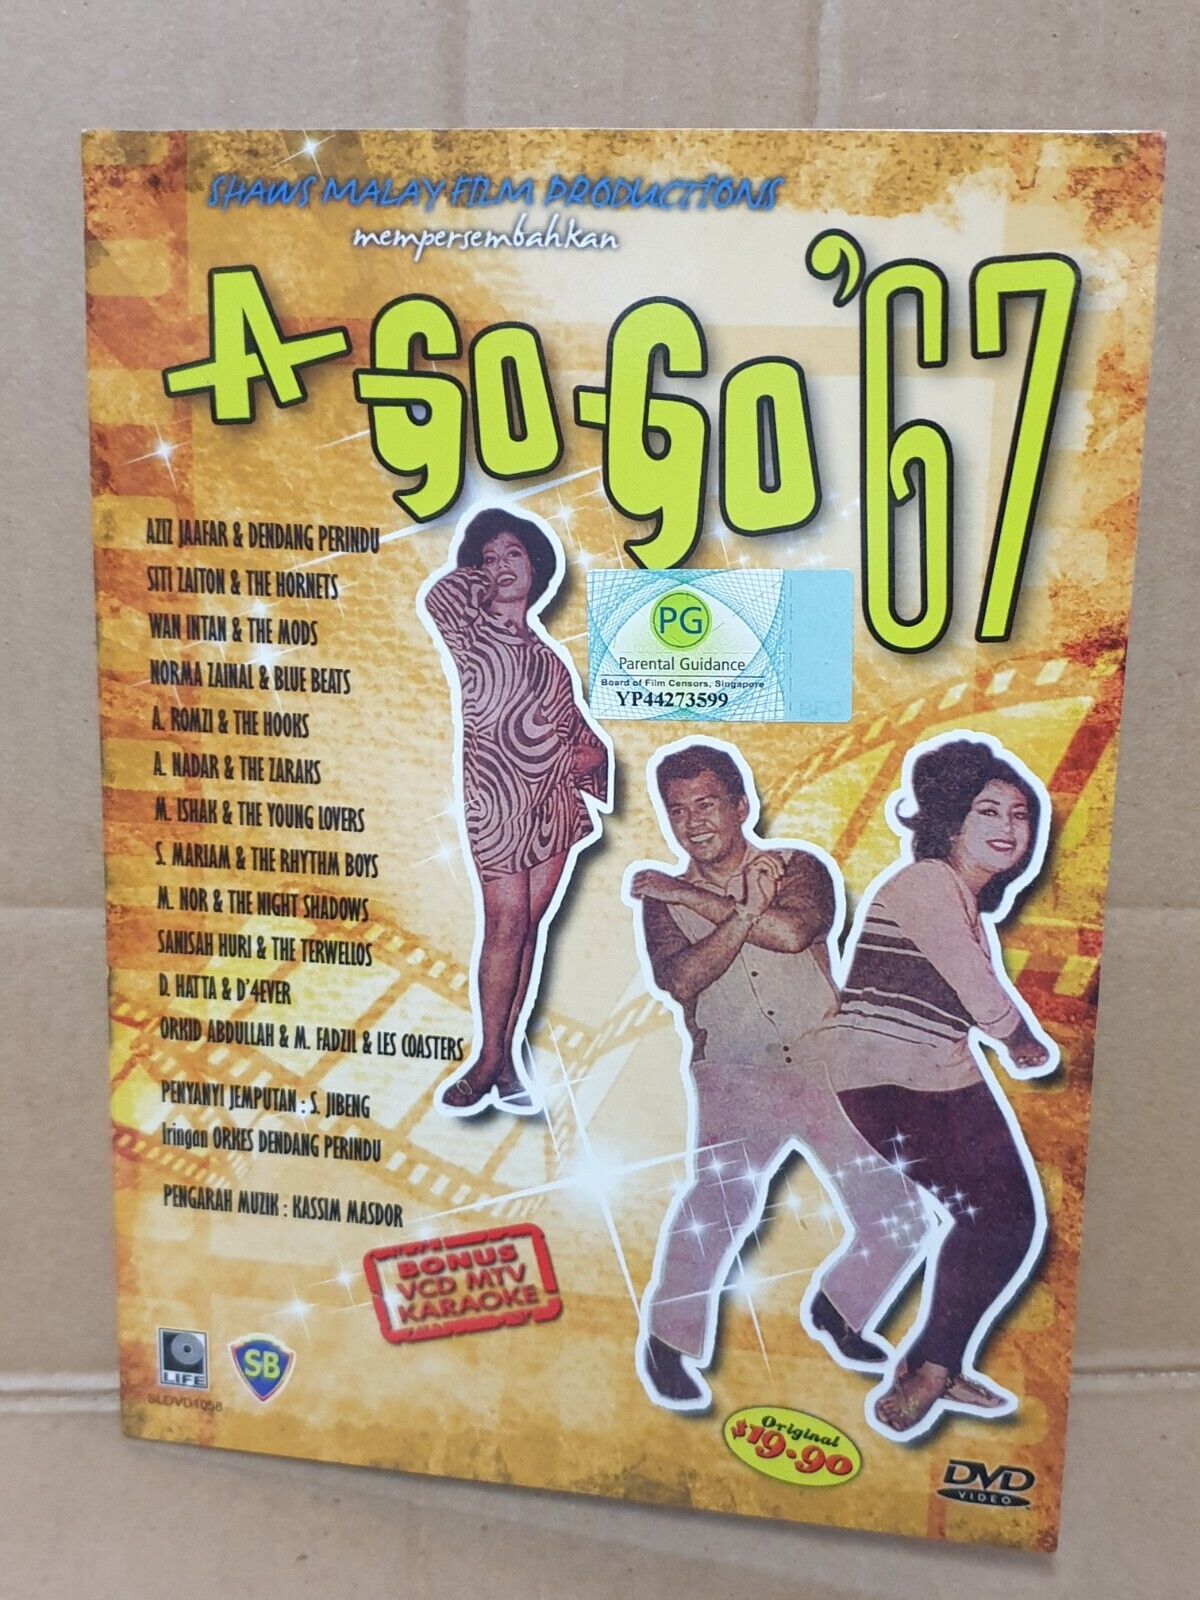 SHAWS MALAY FILM PRODUCTIONS
mempersembahkan
A-Go-Go '67
AZIZ JAAFAR & DENDANG PERINDU
SITI ZAITON & THE HORNETS
WAN INTAN & THE MODS
NORMA ZAINAL & BLUE BEATS
A. ROMZI & THE HOOKS
A. NADAR & THE ZARAKS
M. ISHAK & THE YOUNG LOVERS
S. MARIAM & THE RHYTHM BOYS
M. NOR & THE NIGHT SHADOWS
SANISAH HURI & THE TERWELLOS
D. HATTA & D'4EVER
ORKID ABDULLAH & M. FADZIL & LES COASTERS
PENYANYI JEMPUTAN : S. JIBENG
Iringan ORKES DENDANG PERINDU
PENGARAH MUZIK : KASSIM MASDOR
PG
Parental Guidance
Board of Film Censors, Singapore
YP44273599
BONUS
VCD MTV
KARAOKE
LIFE
SB
SLDVD1058
Original
$19.90
DVD
VIDEO